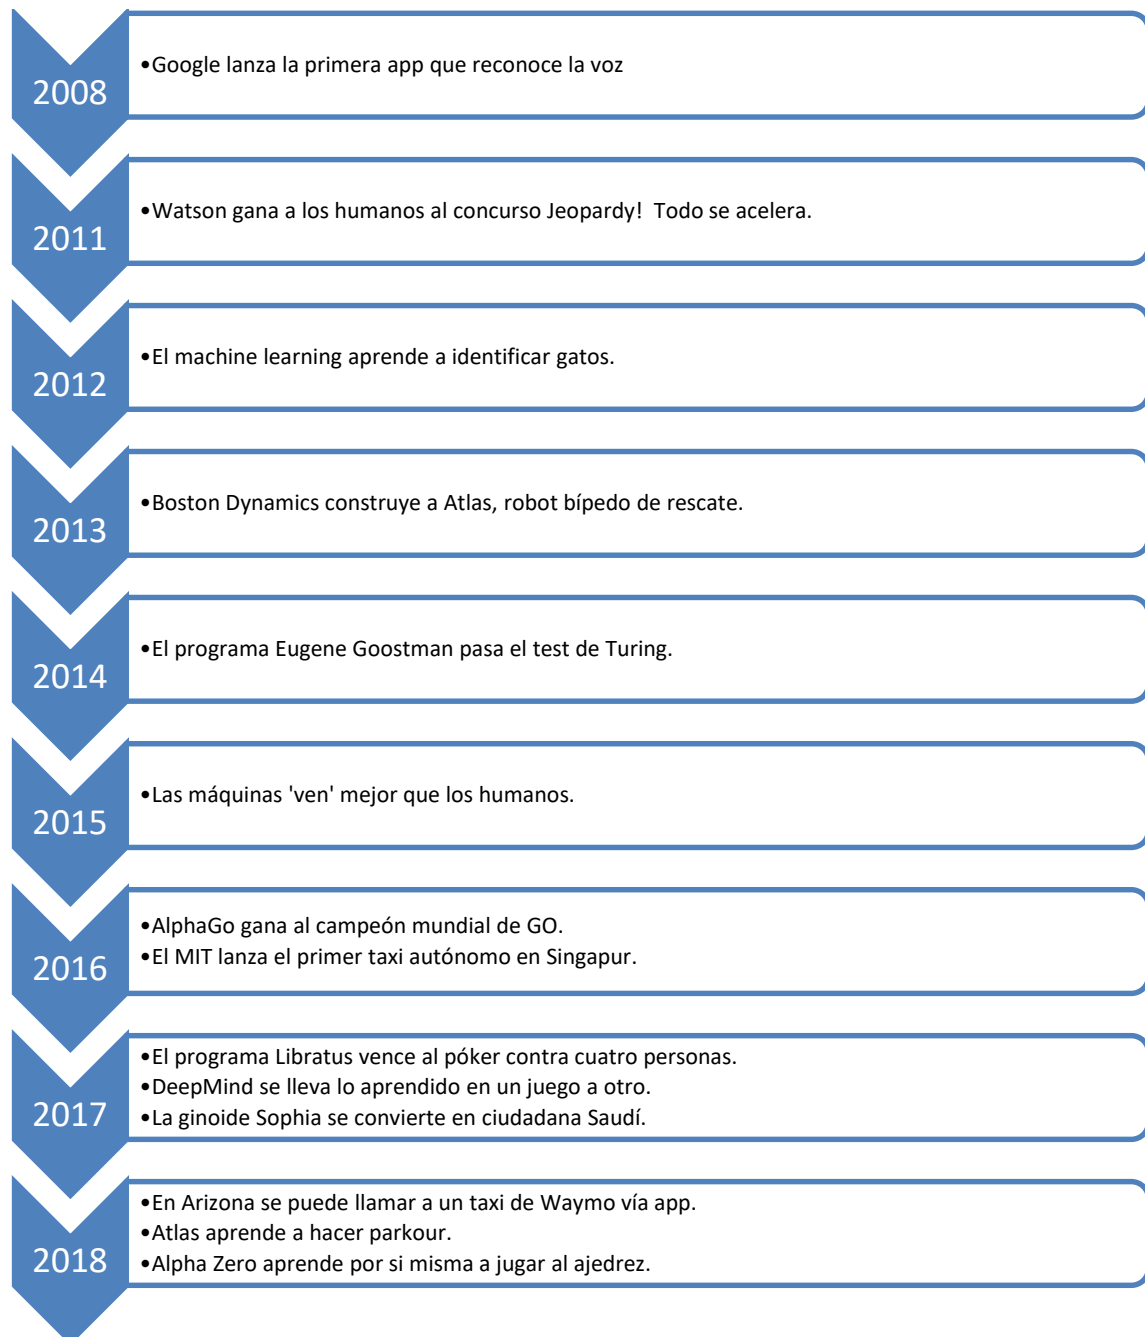 2008
•Google lanza la primera app que reconoce la voz
2011
•Watson gana a los humanos al concurso Jeopardy!  Todo se acelera.
2012
•El machine learning aprende a identificar gatos.
2013
•Boston Dynamics construye a Atlas, robot bípedo de rescate.
2014
•El programa Eugene Goostman pasa el test de Turing.
2015
•Las máquinas 'ven' mejor que los humanos.
2016
•AlphaGo gana al campeón mundial de GO.
•El MIT lanza el primer taxi autónomo en Singapur.
2017
•El programa Libratus vence al póker contra cuatro personas.
•DeepMind se lleva lo aprendido en un juego a otro.
•La ginoide Sophia se convierte en ciudadana Saudí.
2018
•En Arizona se puede llamar a un taxi de Waymo vía app.
•Atlas aprende a hacer parkour.
•Alpha Zero aprende por si misma a jugar al ajedrez.